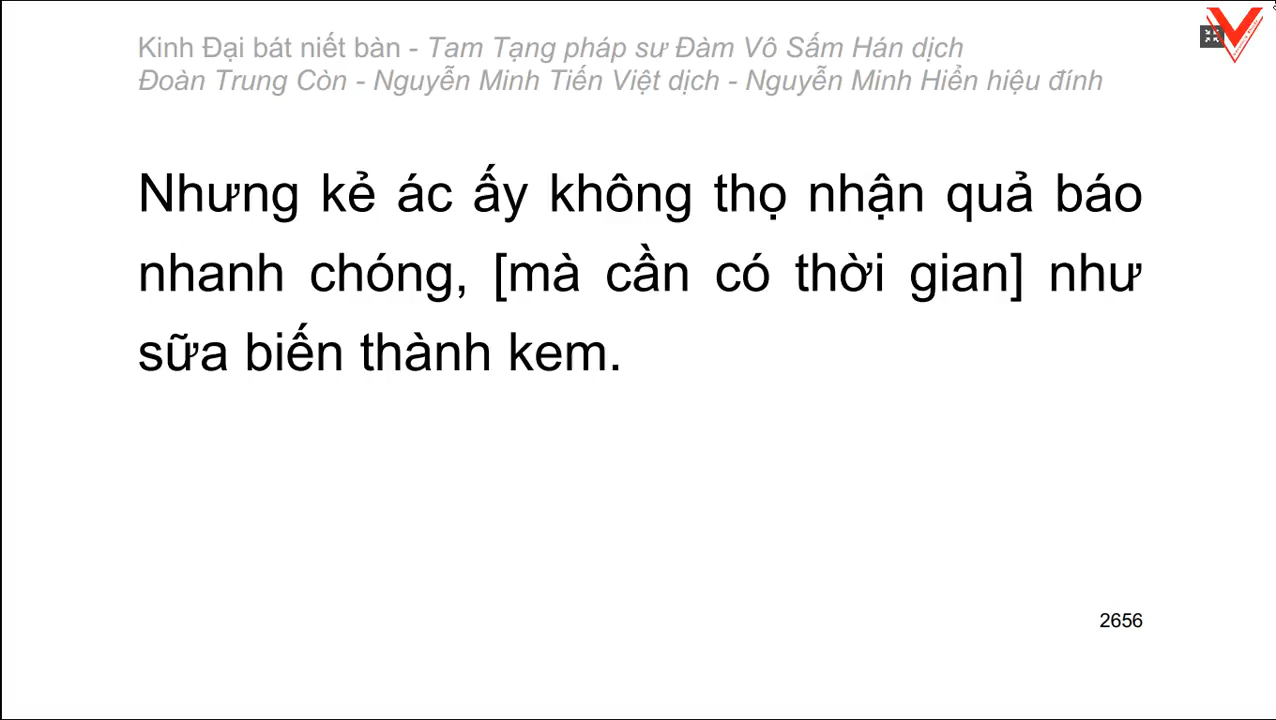 Kinh Đại bát niết bàn - Tam Tạng pháp sư Đàm Vô Sấm Hán dịch
Đoàn Trung Còn - Nguyễn Minh Tiến Việt dịch - Nguyễn Minh Hiển hiệu đính
Nhưng kẻ ác ấy không thọ nhận quả báo
nhanh chóng, [mà cần có thời gian] như
sữa biến thành kem.
2656